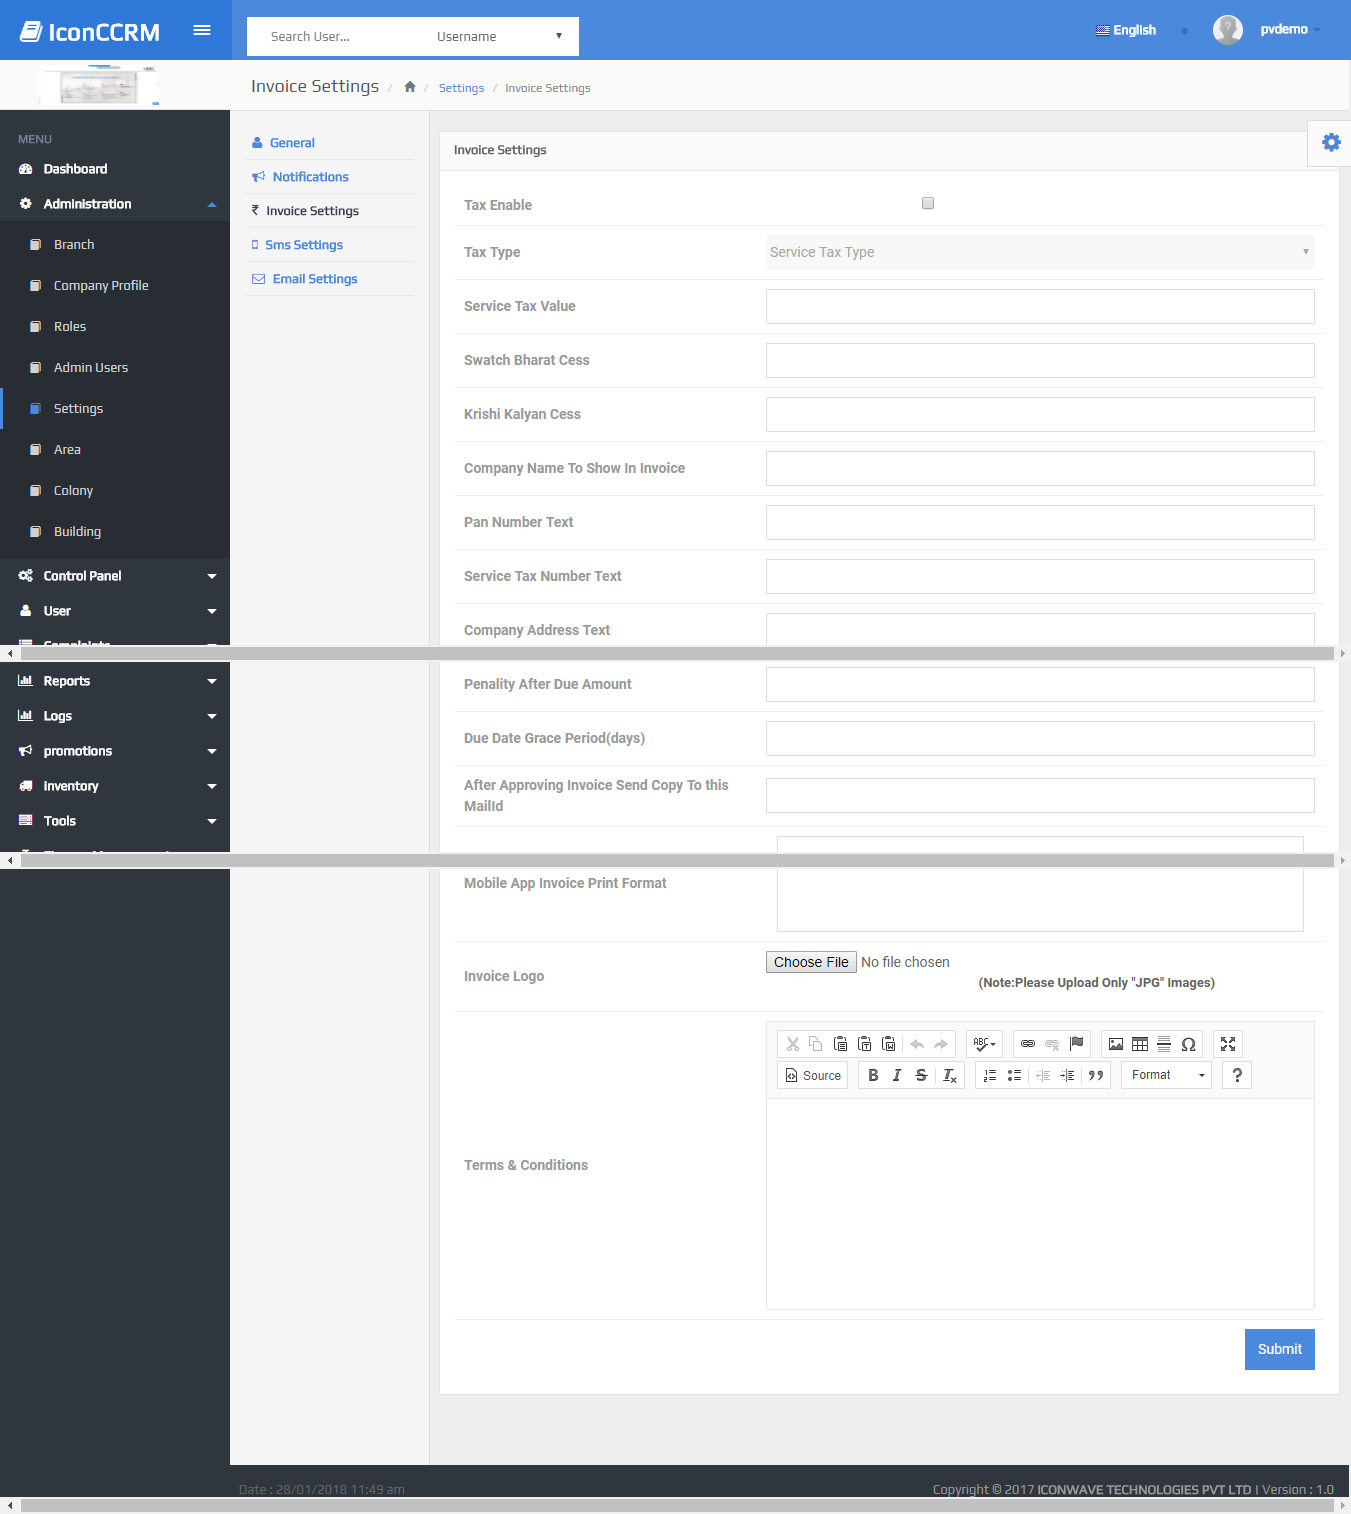 IconCCRM
Search User...
Username
English
pvdemo
Invoice Settings / / Settings / Invoice Settings
MENU
Dashboard
Administration
Branch
Company Profile
Roles
Admin Users
Settings
Area
Colony
Building
Control Panel
User
Complaints
Reports
Logs
promotions
Inventory
Tools
General
Notifications
₹ Invoice Settings
Sms Settings
Email Settings
Invoice Settings
Tax Enable
Tax Type
Service Tax Type
Service Tax Value
Swatch Bharat Cess
Krishi Kalyan Cess
Company Name To Show In Invoice
Pan Number Text
Service Tax Number Text
Company Address Text
Penality After Due Amount
Due Date Grace Period(days)
After Approving Invoice Send Copy To this
MailId
Mobile App Invoice Print Format
Invoice Logo
Choose File No file chosen
(Note:Please Upload Only "JPG" Images)
Terms & Conditions
ABC
Ω
Source
B I S Tx
Format
?
Submit
Date : 28/01/2018 11:49 am
Copyright © 2017 ICONWAVE TECHNOLOGIES PVT LTD | Version : 1.0